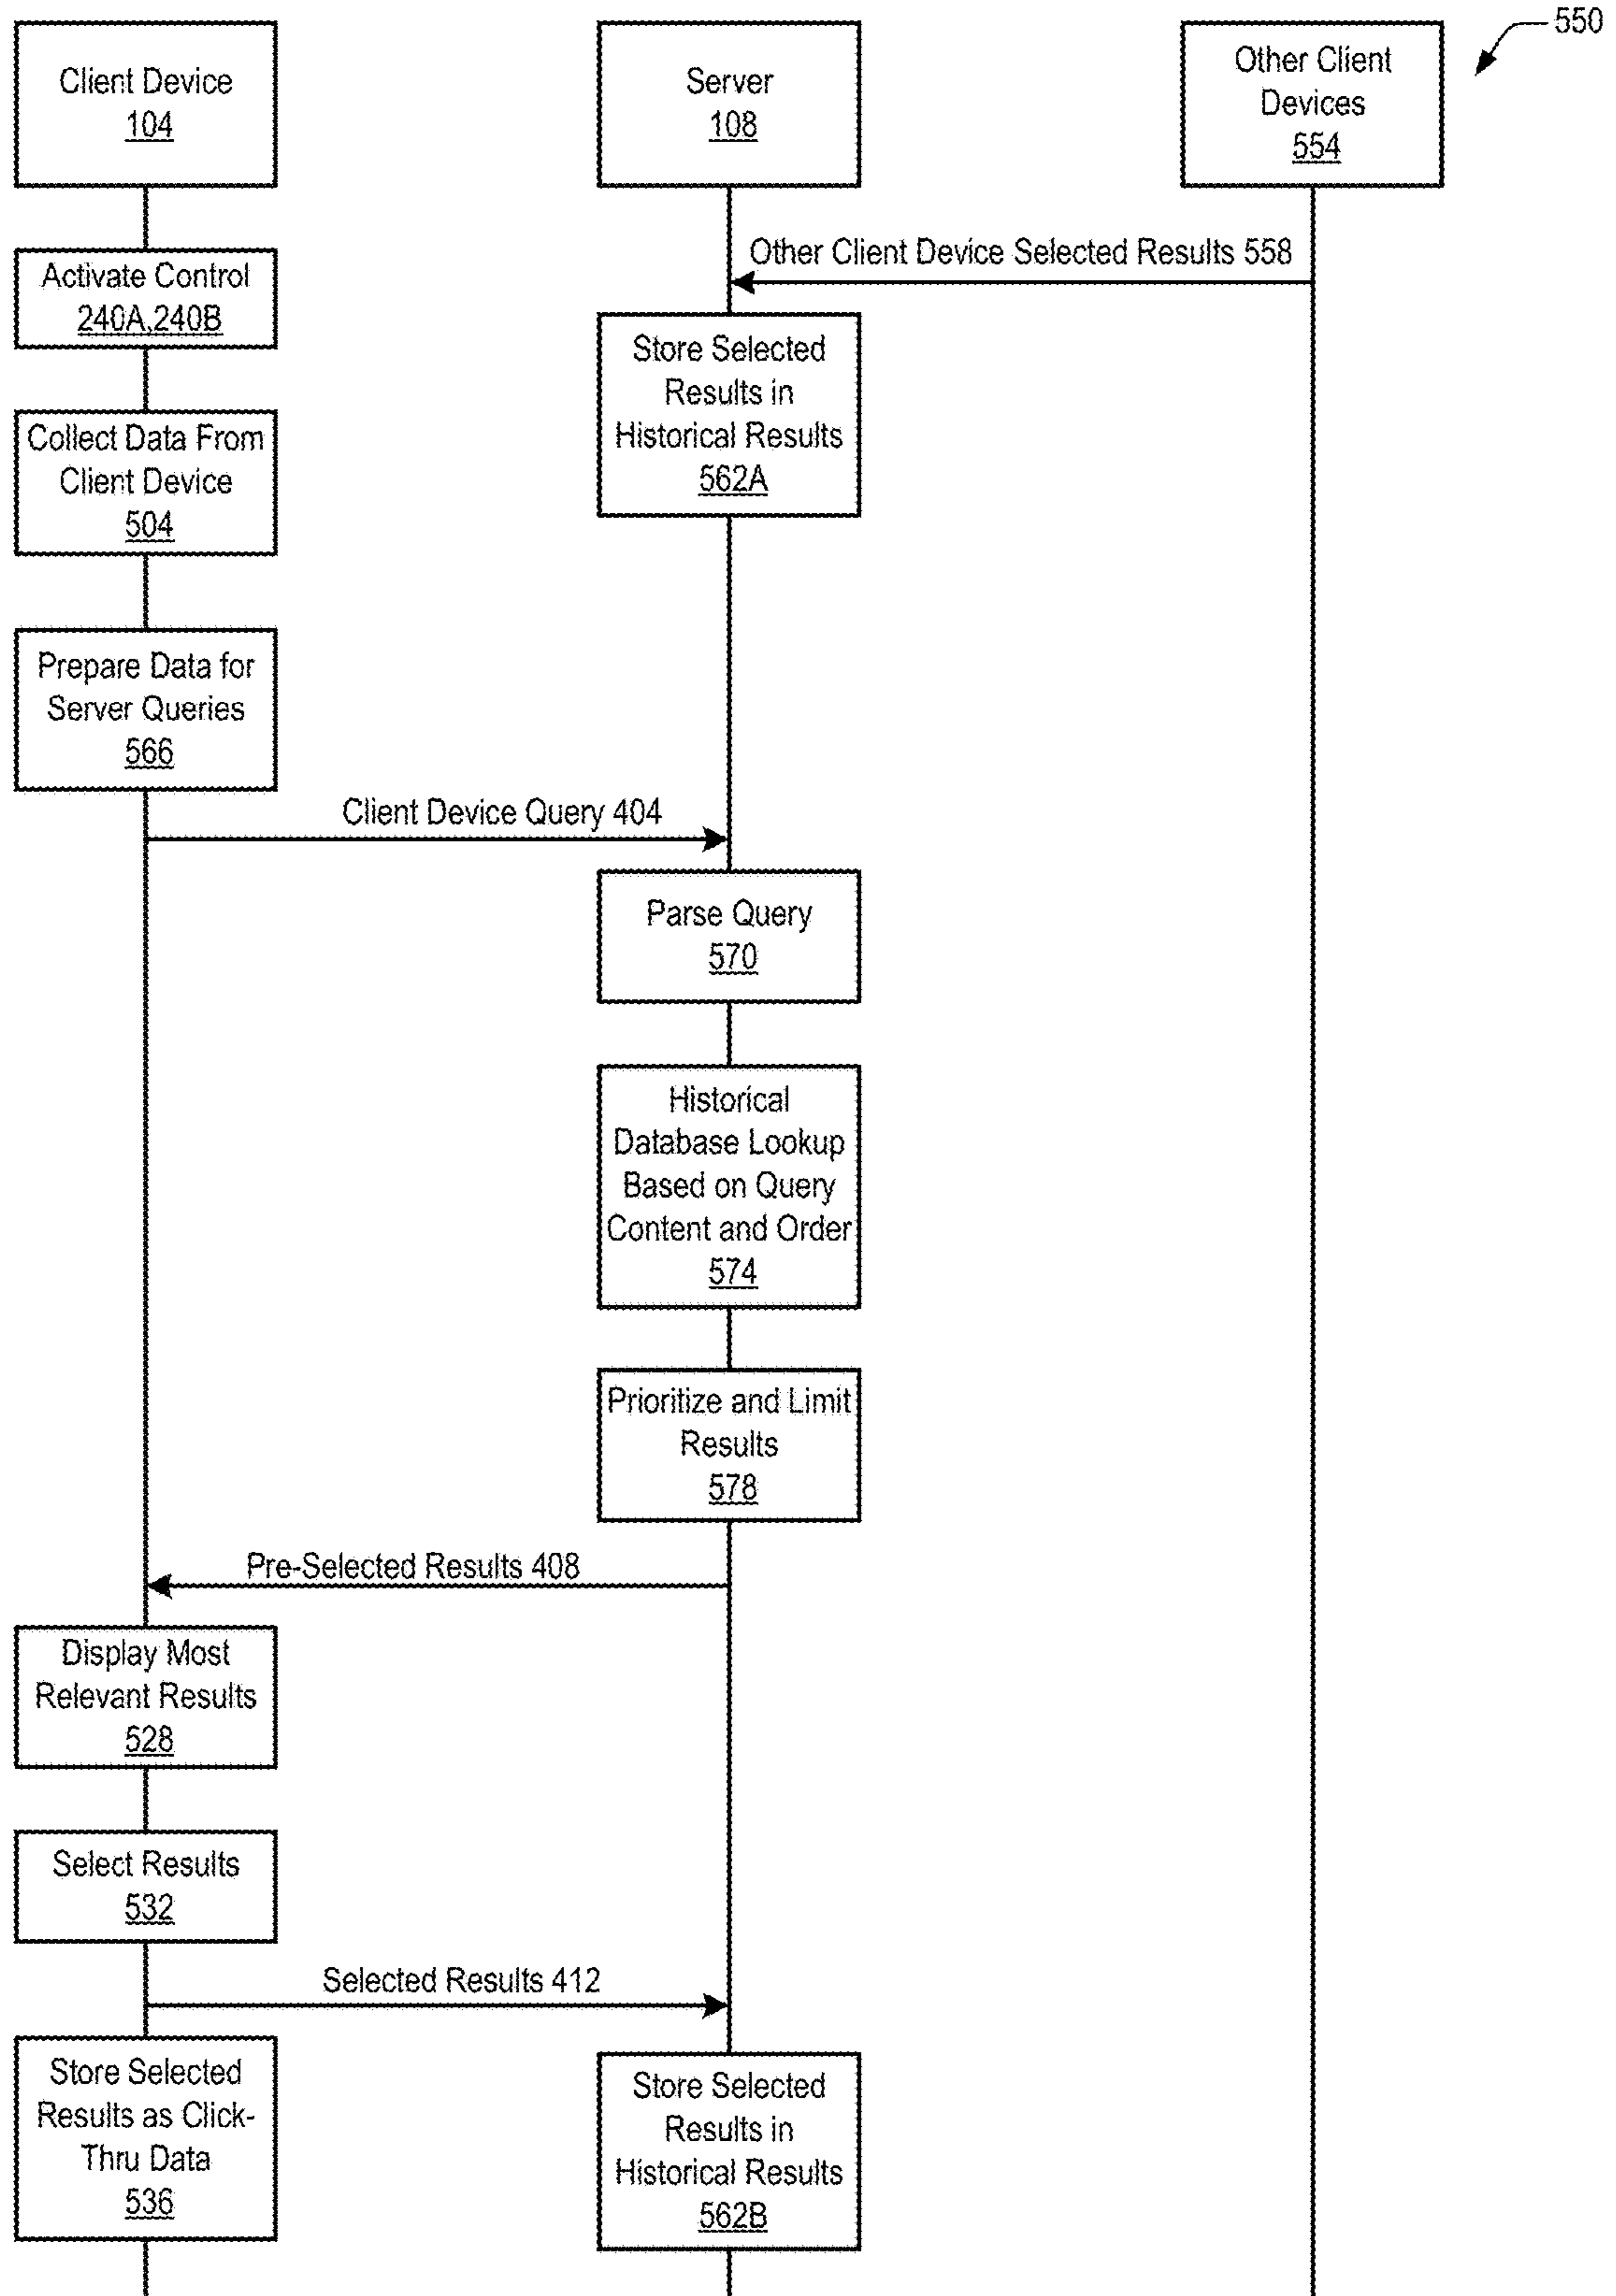 550
Client Device
104
Server
108
Other Client
Devices
554
Activate Control
240A,240B
Other Client Device Selected Results 558
Store Selected
Results in
Historical Results
562A
Collect Data From
Client Device
504
Prepare Data for
Server Queries
566
Client Device Query 404
Parse Query
570
Historical
Database Lookup
Based on Query
Content and Order
574
Prioritize and Limit
Results
578
Pre-Selected Results 408
Display Most
Relevant Results
528
Select Results
532
Selected Results 412
Store Selected
Results as Click-
Thru Data
536
Store Selected
Results in
Historical Results
562B